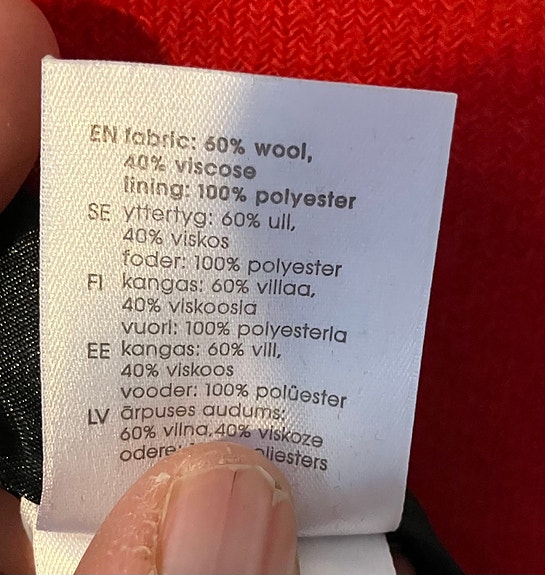 EN fabric: 60% wool,
40% viscose
lining: 100% polyester
SE yttertyg: 60% ull,
40% viskos
foder: 100% polyester
FI kangas: 60% villaa,
40% viskoosia
vuori: 100% polyesteria
EE kangas: 60% vill,
40% viskoos
vooder: 100% polüester
LV ārpuses audums:
60% vilna,40% viskoze
odere: